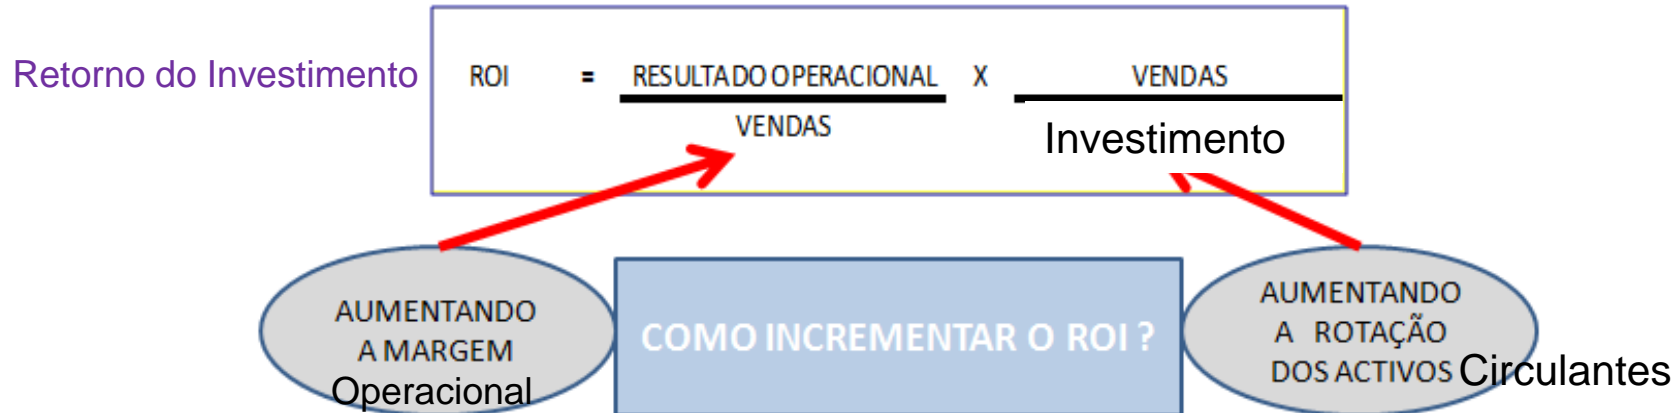 Retorno do Investimento
ROI = RESULTADO OPERACIONAL X VENDAS
VENDAS
Investimento
AUMENTANDO
A MARGEM
Operacional
COMO INCREMENTAR O ROI ?
AUMENTANDO
A ROTAÇÃO
DOS ACTIVOS Circulantes